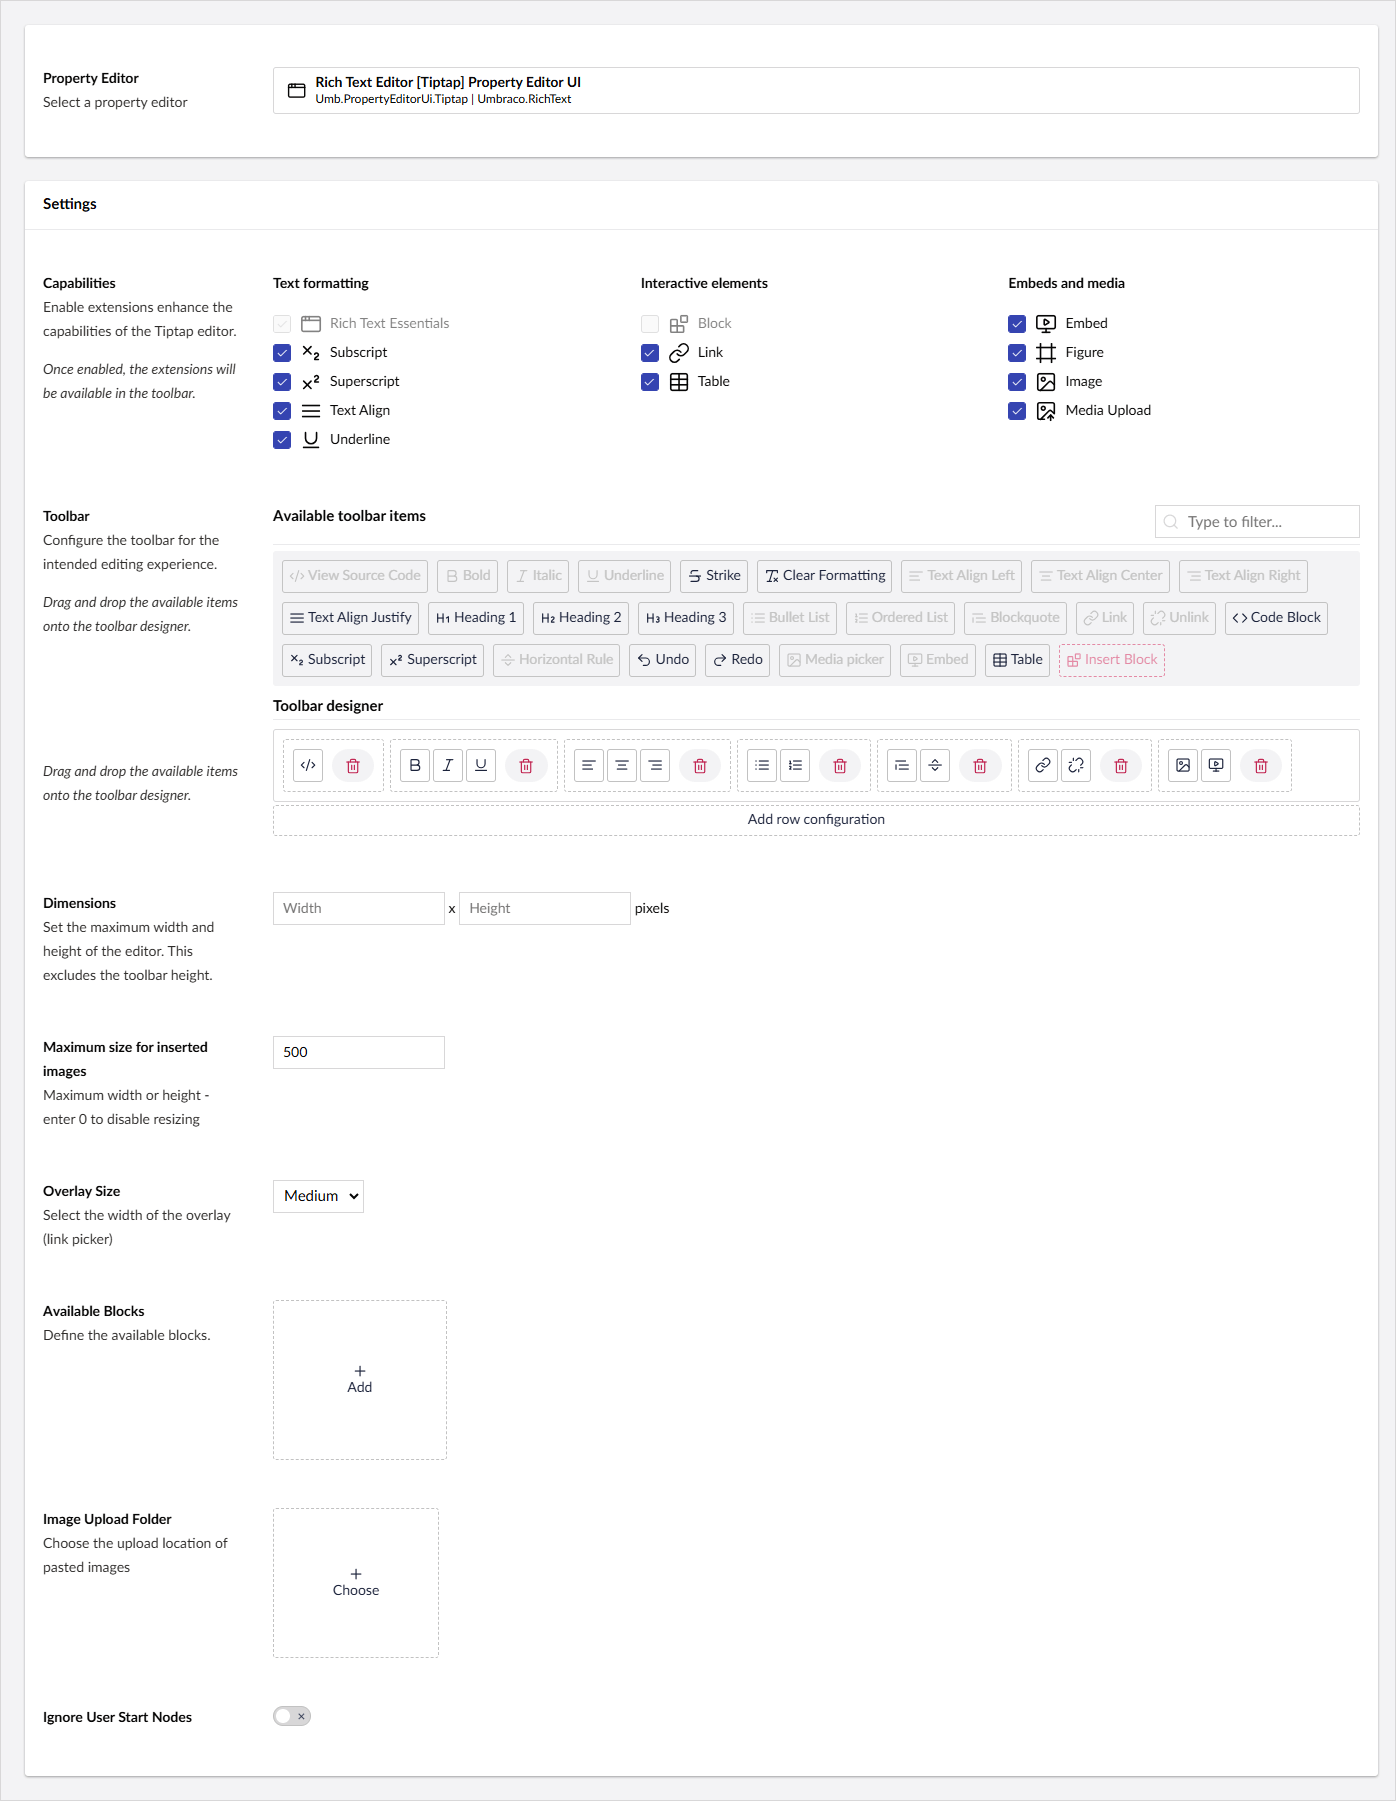 Property Editor
Select a property editor
Rich Text Editor [Tiptap] Property Editor UI
Umb.PropertyEditorUi.Tiptap | Umbraco.RichText
Settings
Capabilities
Enable extensions enhance the
capabilities of the Tiptap editor.
Once enabled, the extensions will
be available in the toolbar.
Text formatting
Rich Text Essentials
Subscript
Superscript
Text Align
Underline
Interactive elements
Block
Link
Table
Embeds and media
Embed
Figure
Image
Media Upload
Toolbar
Configure the toolbar for the
intended editing experience.
Drag and drop the available items
onto the toolbar designer.
Available toolbar items
Type to filter...
View Source Code Bold Italic Underline Strike Clear Formatting Text Align Left Text Align Center Text Align Right
Text Align Justify H1 Heading 1 H2 Heading 2 H3 Heading 3 Bullet List Ordered List Blockquote Link Unlink Code Block
Subscript Superscript Horizontal Rule Undo Redo Media picker Embed Table Insert Block
Toolbar designer
Drag and drop the available items
onto the toolbar designer.
Add row configuration
Dimensions
Set the maximum width and
height of the editor. This
excludes the toolbar height.
Width x Height pixels
Maximum size for inserted
images
Maximum width or height -
enter 0 to disable resizing
500
Overlay Size
Select the width of the overlay
(link picker)
Medium
Available Blocks
Define the available blocks.
Add
Image Upload Folder
Choose the upload location of
pasted images
Choose
Ignore User Start Nodes